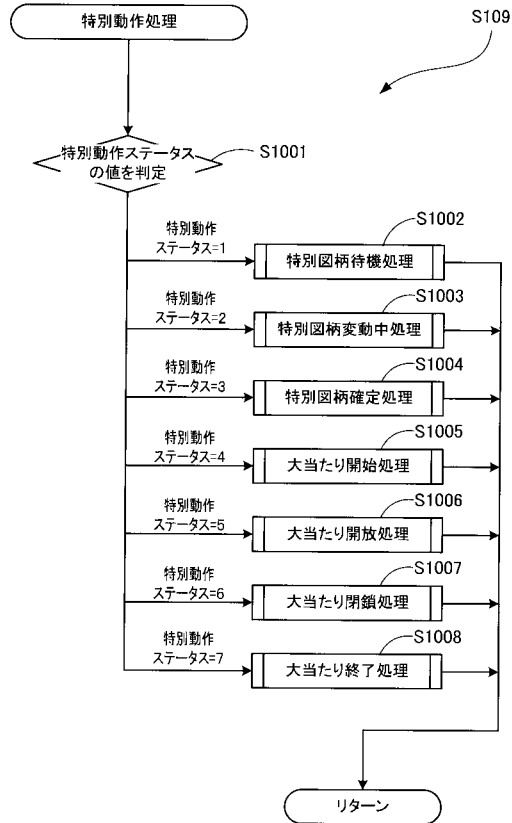 特別動作処理
S109
特別動作ステータス
の値を判定
S1001
特別動作
ステータス=1
特別図柄待機処理
S1002
特別動作
ステータス=2
特別図柄変動中処理
S1003
特別動作
ステータス=3
特別図柄確定処理
S1004
特別動作
ステータス=4
大当たり開始処理
S1005
特別動作
ステータス=5
大当たり開放処理
S1006
特別動作
ステータス=6
大当たり閉鎖処理
S1007
特別動作
ステータス=7
大当たり終了処理
S1008
リターン